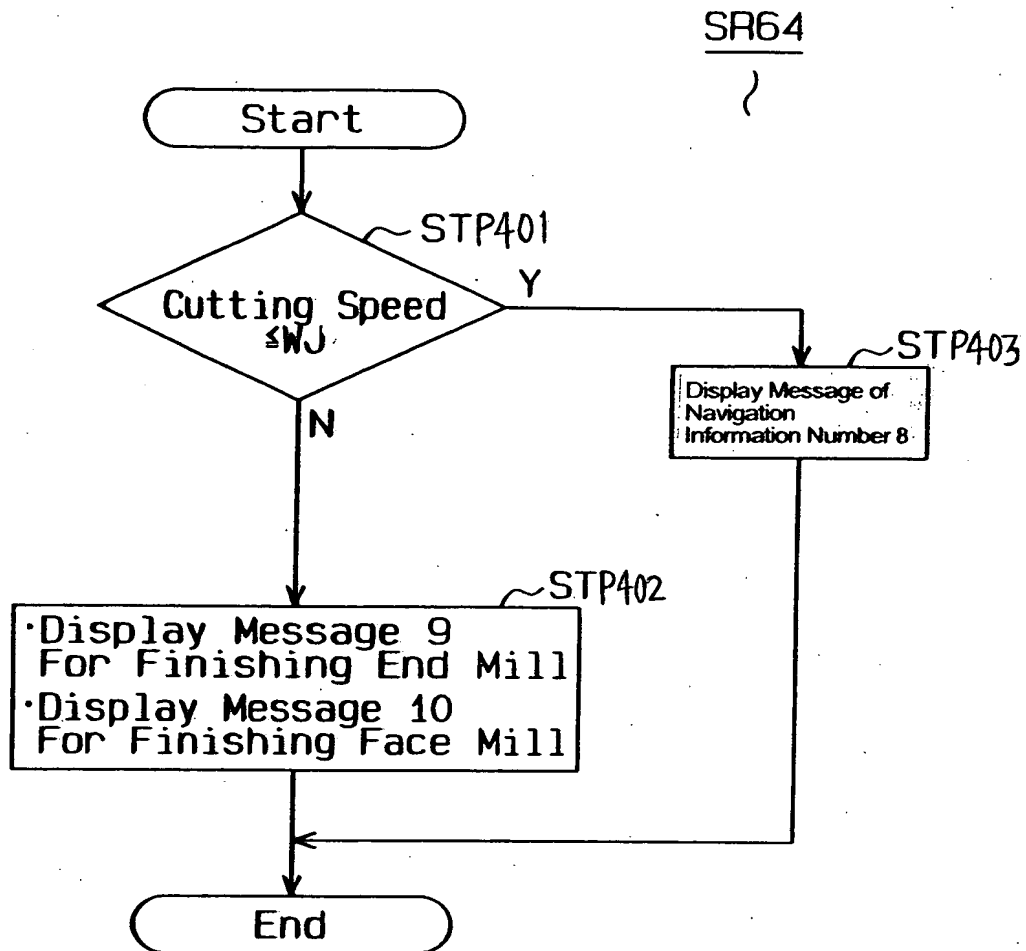 SR64
Start
STP401
Cutting Speed
≦WJ
Y
N
STP403
Display Message of
Navigation
Information Number 8
STP402
·Display Message 9
For Finishing End Mill
·Display Message 10
For Finishing Face Mill
End